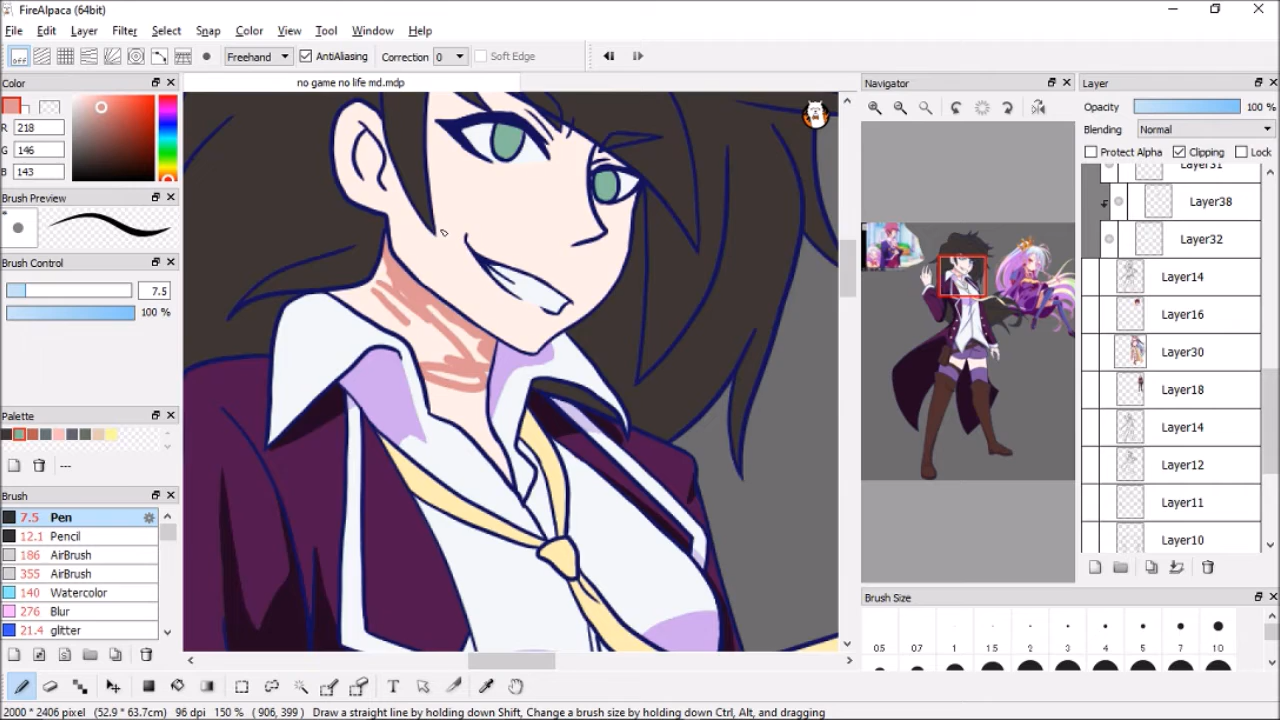 FireAlpaca (64bit)
File Edit Layer Filter Select Snap Color View Tool Window Help
OFF Freehand AntiAliasing Correction 0 Soft Edge
Color
no game no life md.mdp
Navigator
Layer
R 218
G 146
B 143
Opacity 100 %
Blending Normal
Protect Alpha Clipping Lock
Layer31
Layer38
Layer32
Layer14
Layer16
Layer30
Layer18
Layer14
Layer12
Layer11
Layer10
Brush Preview
Brush Control
7.5
100 %
Palette
---
Brush
7.5 Pen
12.1 Pencil
186 AirBrush
355 AirBrush
140 Watercolor
276 Blur
21.4 glitter
Brush Size
0.5 0.7 1 1.5 2 3 4 5 7 10
T
2000 * 2406 pixel (52.9 * 63.7cm) 96 dpi 150 % ( 906, 399 ) Draw a straight line by holding down Shift, Change a brush size by holding down Ctrl, Alt, and dragging